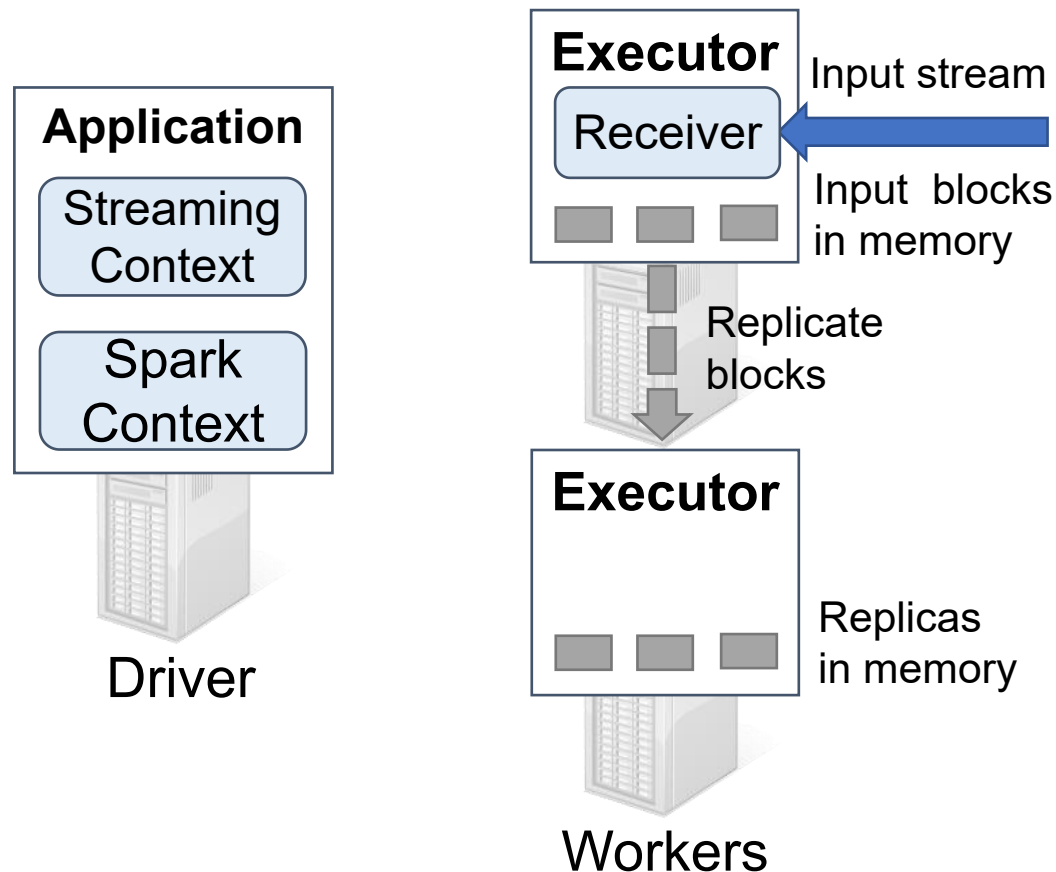 Application
Streaming
Context
Spark
Context
Driver
Executor
Receiver
Input stream
Input blocks
in memory
Replicate
blocks
Executor
Replicas
in memory
Workers